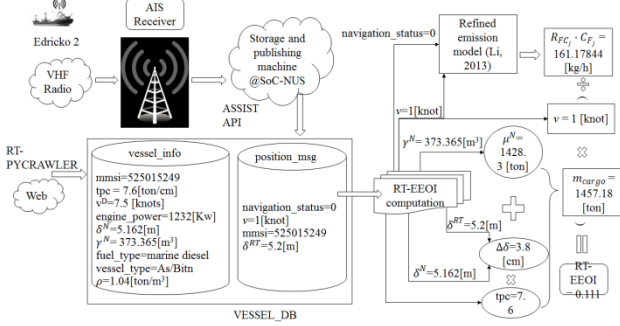 AIS
Receiver
Edricko 2
VHF
Radio
Storage and
publishing
machine
@SoC-NUS
ASSIST
API
RT-
PYCRAWLER
Web
vessel_info
mmsi=525015249
tpc = 7.6[ton/cm]
v^D=7.5 [knots]
engine_power=1232[Kw]
δ^N=5.162[m]
γ^N= 373.365[m³]
fuel_type=marine diesel
vessel_type=As/Bitn
ρ=1.04[ton/m³]
position_msg
navigation_status=0
v=1[knot]
mmsi=525015249
δ^RT=5.2[m]
VESSEL_DB
navigation_status=0
Refined
emission
model (Li,
2013)
R_FC_j · C_F_j =
161.17844
[kg/h]
÷
v=1[knot]
v = 1 [knot]
γ^N= 373.365[m³]
μ^N=
1428.
3 [ton]
RT-EEOI
computation
m_cargo =
1457.18
[ton]
δ^RT=5.2[m]
Δδ=3.8
[cm]
δ^N=5.162[m]
tpc=7.
6
RT-
EEOI = 0.111